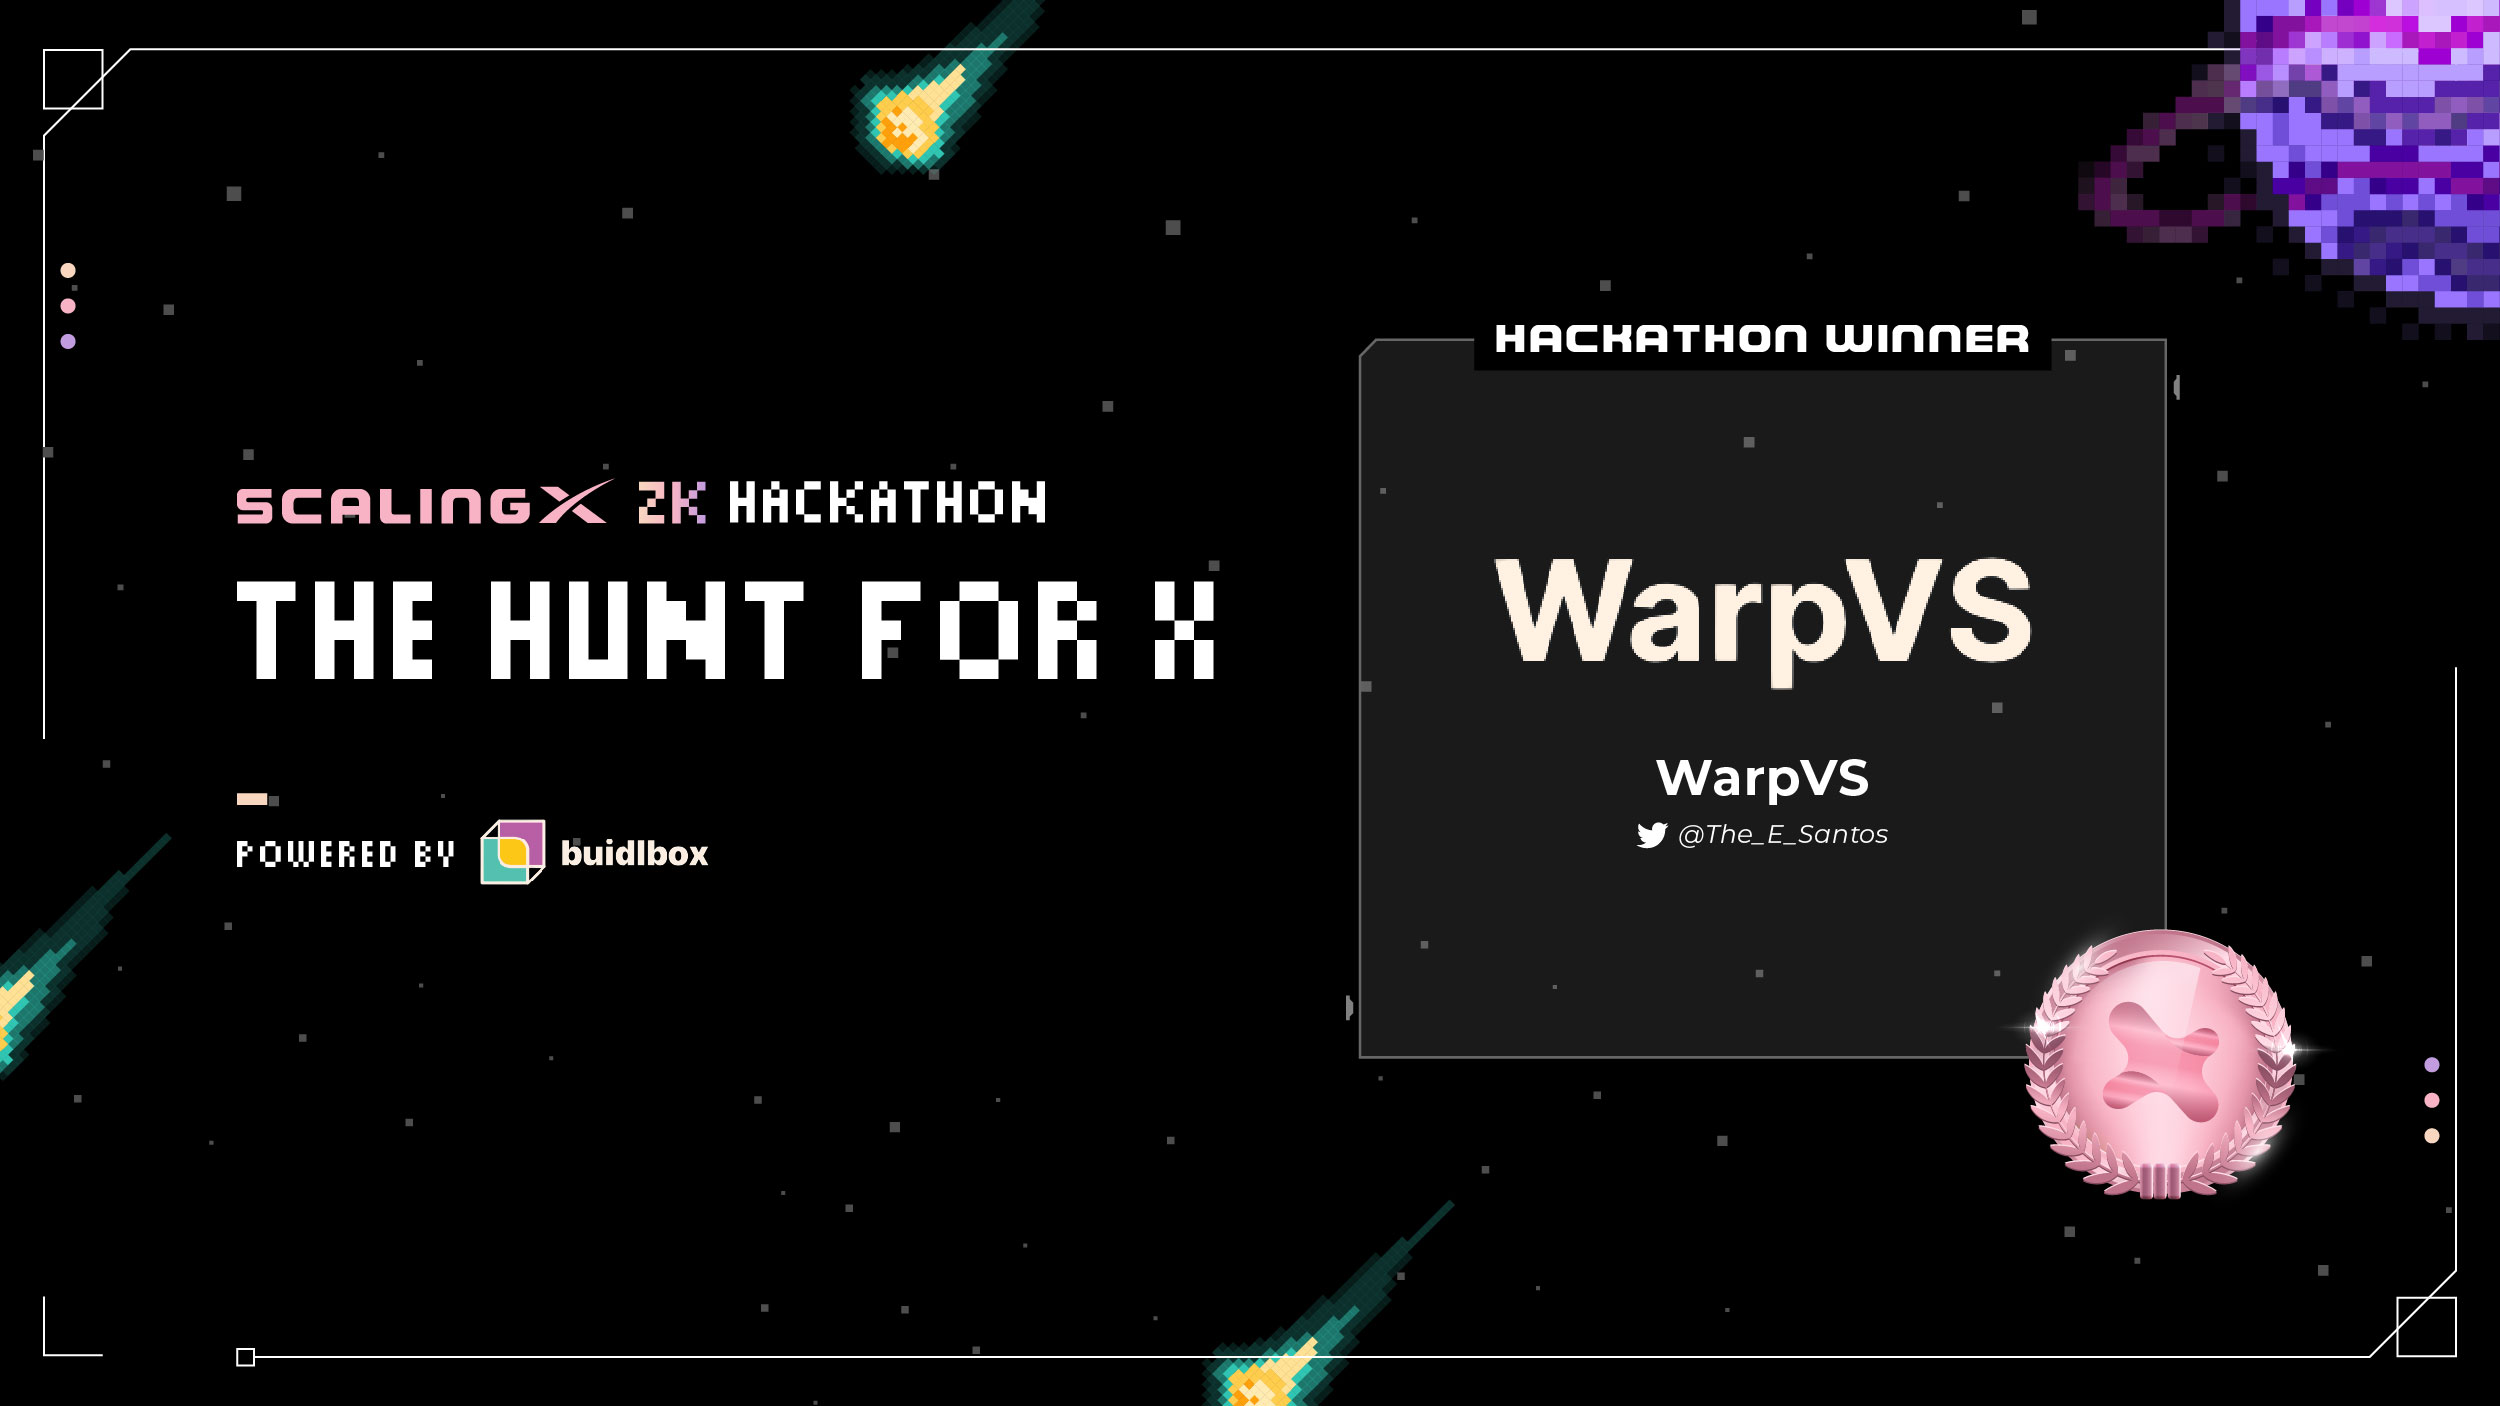 SCALINGX ZK HACKATHON
THE HUNT FOR X
POWERED BY buidlbox
HACKATHON WINNER
WarpVS
WarpVS
@The_E_Santos